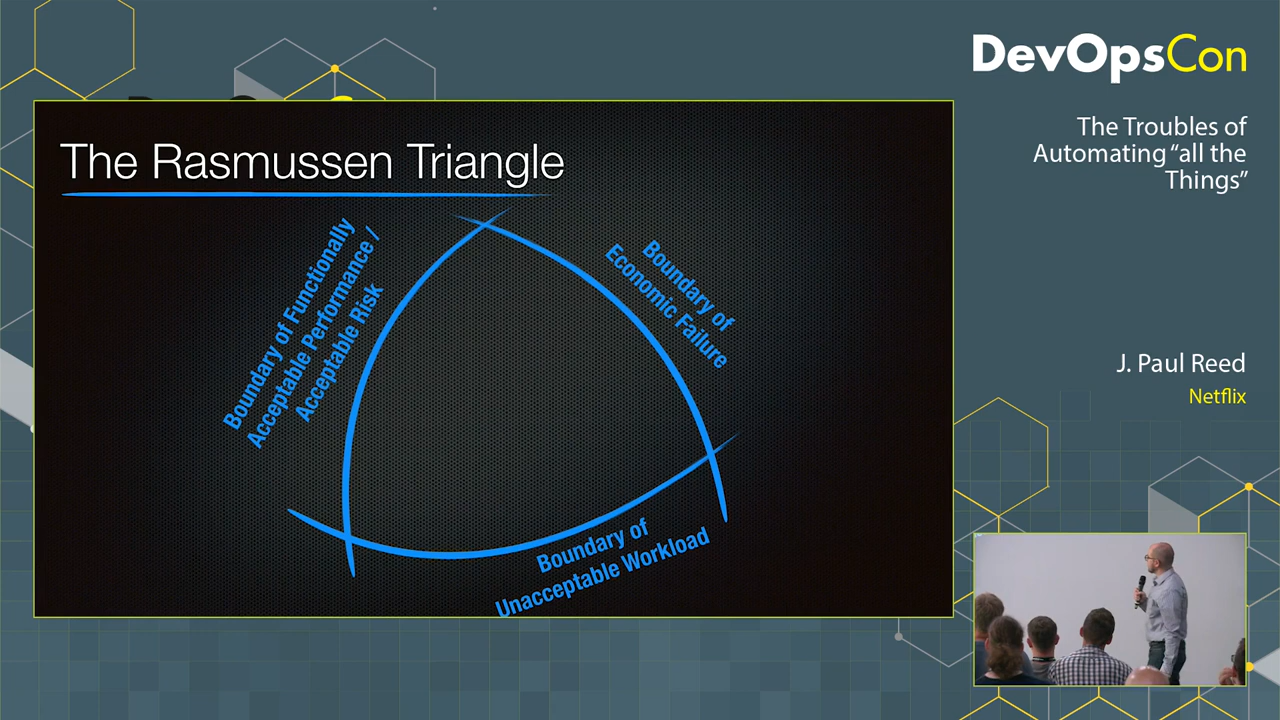 DevOpsCon
The Troubles of
Automating “all the
Things”
J. Paul Reed
Netflix
The Rasmussen Triangle
Boundary of Functionally
Acceptable Performance /
Acceptable Risk
Boundary of
Economic Failure
Boundary of
Unacceptable Workload